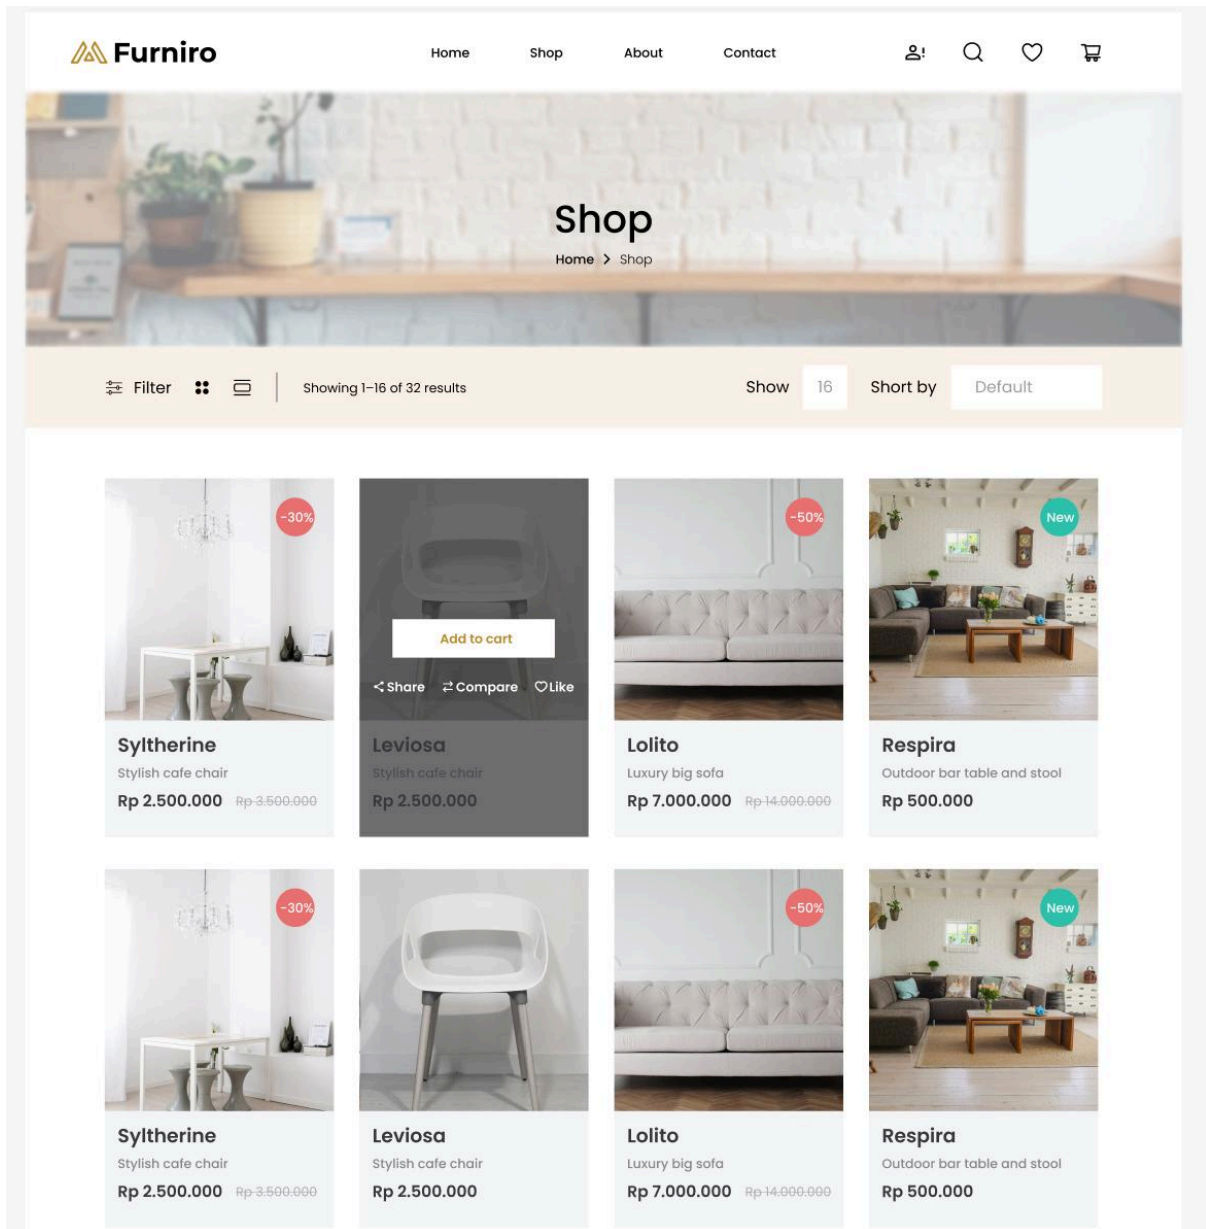 Furniro
Home Shop About Contact
Shop
Home > Shop
Filter Showing 1–16 of 32 results Show 16 Short by Default
-30% -50% New
Add to cart
Share Compare Like
Syltherine Leviosa Lolito Respira
Stylish cafe chair Stylish cafe chair Luxury big sofa Outdoor bar table and stool
Rp 2.500.000 Rp 3.500.000 Rp 2.500.000 Rp 7.000.000 Rp 14.000.000 Rp 500.000
-30% -50% New
Syltherine Leviosa Lolito Respira
Stylish cafe chair Stylish cafe chair Luxury big sofa Outdoor bar table and stool
Rp 2.500.000 Rp 3.500.000 Rp 2.500.000 Rp 7.000.000 Rp 14.000.000 Rp 500.000